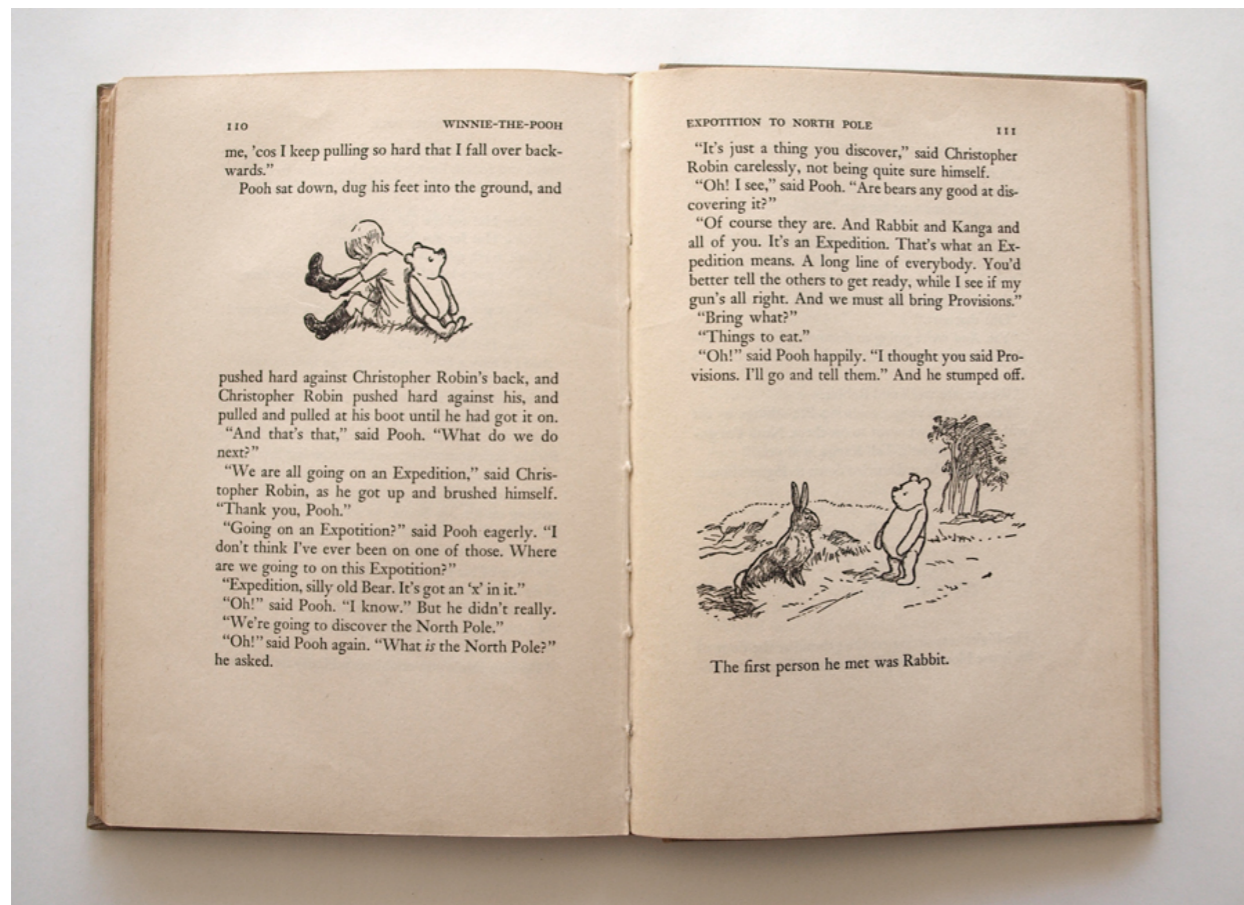 110 WINNIE-THE-POOH
me, 'cos I keep pulling so hard that I fall over back-
wards."
Pooh sat down, dug his feet into the ground, and
pushed hard against Christopher Robin's back, and
Christopher Robin pushed hard against his, and
pulled and pulled at his boot until he had got it on.
"And that's that," said Pooh. "What do we do
next?"
"We are all going on an Expedition," said Chris-
topher Robin, as he got up and brushed himself.
"Thank you, Pooh."
"Going on an Expotition?" said Pooh eagerly. "I
don't think I've ever been on one of those. Where
are we going to on this Expotition?"
"Expedition, silly old Bear. It's got an 'x' in it."
"Oh!" said Pooh. "I know." But he didn't really.
"We're going to discover the North Pole."
"Oh!" said Pooh again. "What is the North Pole?"
he asked.
EXPOTITION TO NORTH POLE 111
"It's just a thing you discover," said Christopher
Robin carelessly, not being quite sure himself.
"Oh! I see," said Pooh. "Are bears any good at dis-
covering it?"
"Of course they are. And Rabbit and Kanga and
all of you. It's an Expedition. That's what an Ex-
pedition means. A long line of everybody. You'd
better tell the others to get ready, while I see if my
gun's all right. And we must all bring Provisions."
"Bring what?"
"Things to eat."
"Oh!" said Pooh happily. "I thought you said Pro-
visions. I'll go and tell them." And he stumped off.
The first person he met was Rabbit.